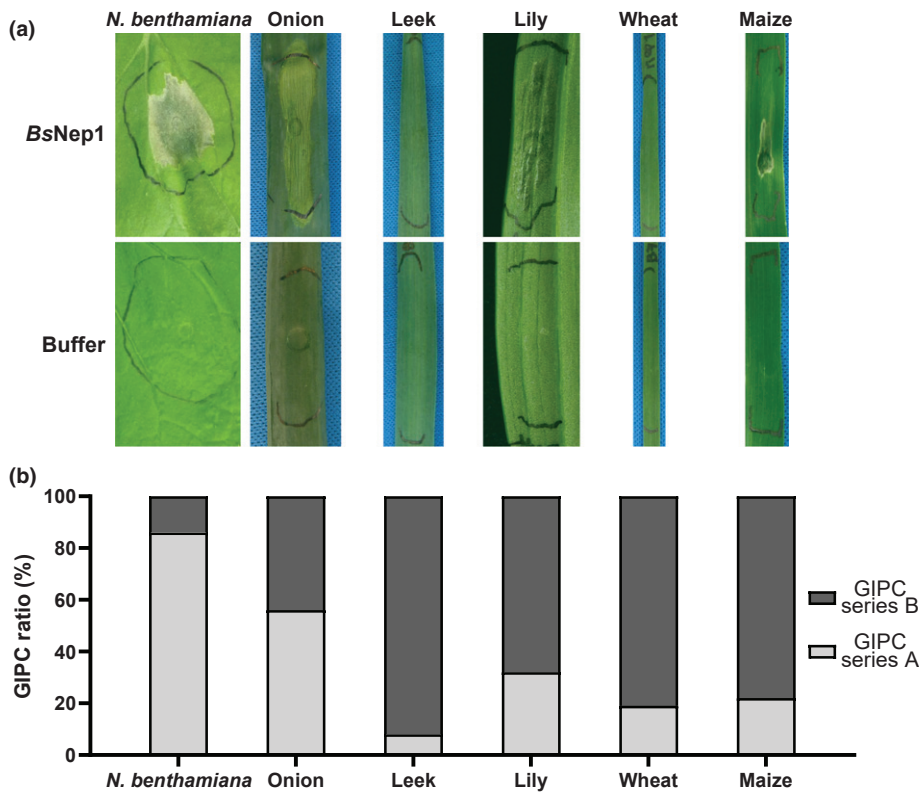 (a)
N. benthamiana Onion Leek Lily Wheat Maize
BsNep1
Buffer
(b)
GIPC ratio (%)
100
80
60
40
20
0
N. benthamiana Onion Leek Lily Wheat Maize
GIPC
series B
GIPC
series A